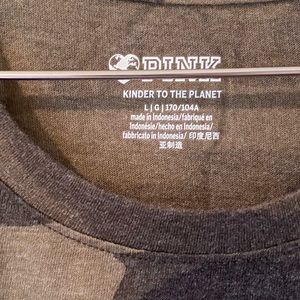 PINK
KINDER TO THE PLANET
L | G | 170/104A
made in Indonesia/fabriqué en
Indonésie/hecho en Indonesia/
fabbricato in Indonesia/ 印度尼西
亚制造